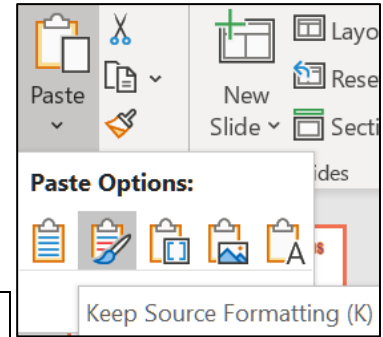 Layo
Paste
New
Rese
Slide
Secti
ides
Paste Options:
Keep Source Formatting (K)